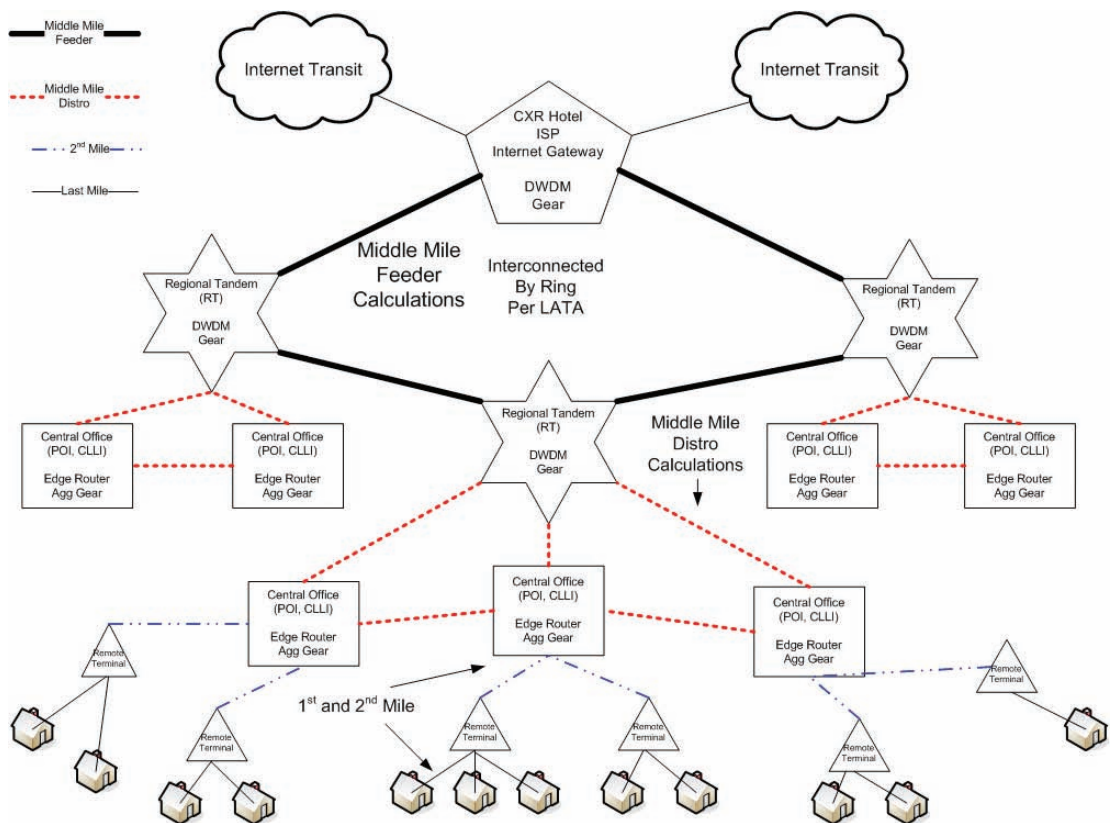 Middle Mile
Feeder
Middle Mile
Distro
2nd Mile
Last Mile
Internet Transit
Internet Transit
CXR Hotel
ISP
Internet Gateway
DWDM
Gear
Middle Mile
Feeder
Calculations
Interconnected
By Ring
Per LATA
Regional Tandem
(RT)
DWDM
Gear
Regional Tandem
(RT)
DWDM
Gear
Regional Tandem
(RT)
DWDM
Gear
Middle Mile
Distro
Calculations
Central Office
(POI, CLLI)
Edge Router
Agg Gear
Central Office
(POI, CLLI)
Edge Router
Agg Gear
Central Office
(POI, CLLI)
Edge Router
Agg Gear
Central Office
(POI, CLLI)
Edge Router
Agg Gear
Central Office
(POI, CLLI)
Edge Router
Agg Gear
Central Office
(POI, CLLI)
Edge Router
Agg Gear
Central Office
(POI, CLLI)
Edge Router
Agg Gear
Remote
Terminal
Remote
Terminal
1st and 2nd Mile
Remote
Terminal
Remote
Terminal
Remote
Terminal
Remote
Terminal